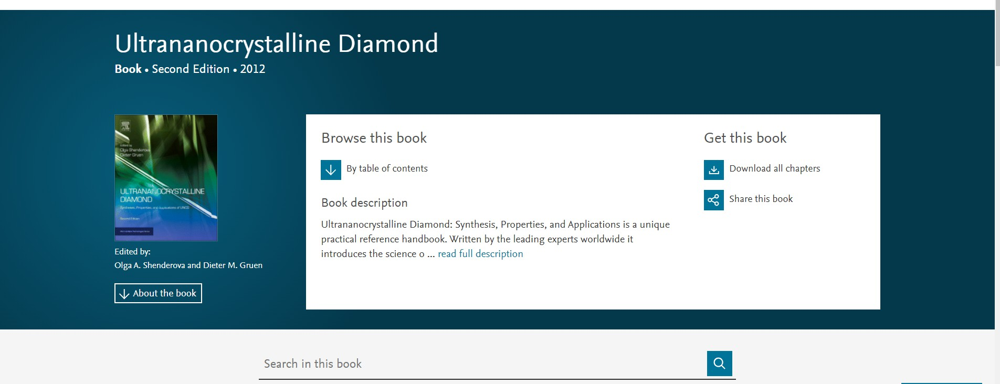 Ultrananocrystalline Diamond
Book • Second Edition • 2012
Edited by
Olga Shenderova
Dieter Gruen
ULTRANANOCRYSTALLINE
DIAMOND
Syntheses, Properties, and Applications of UNCD
Second Edition
Edited by:
Olga A. Shenderova and Dieter M. Gruen
About the book
Browse this book
By table of contents
Book description
Ultrananocrystalline Diamond: Synthesis, Properties, and Applications is a unique
practical reference handbook. Written by the leading experts worldwide it
introduces the science o ... read full description
Get this book
Download all chapters
Share this book
Search in this book